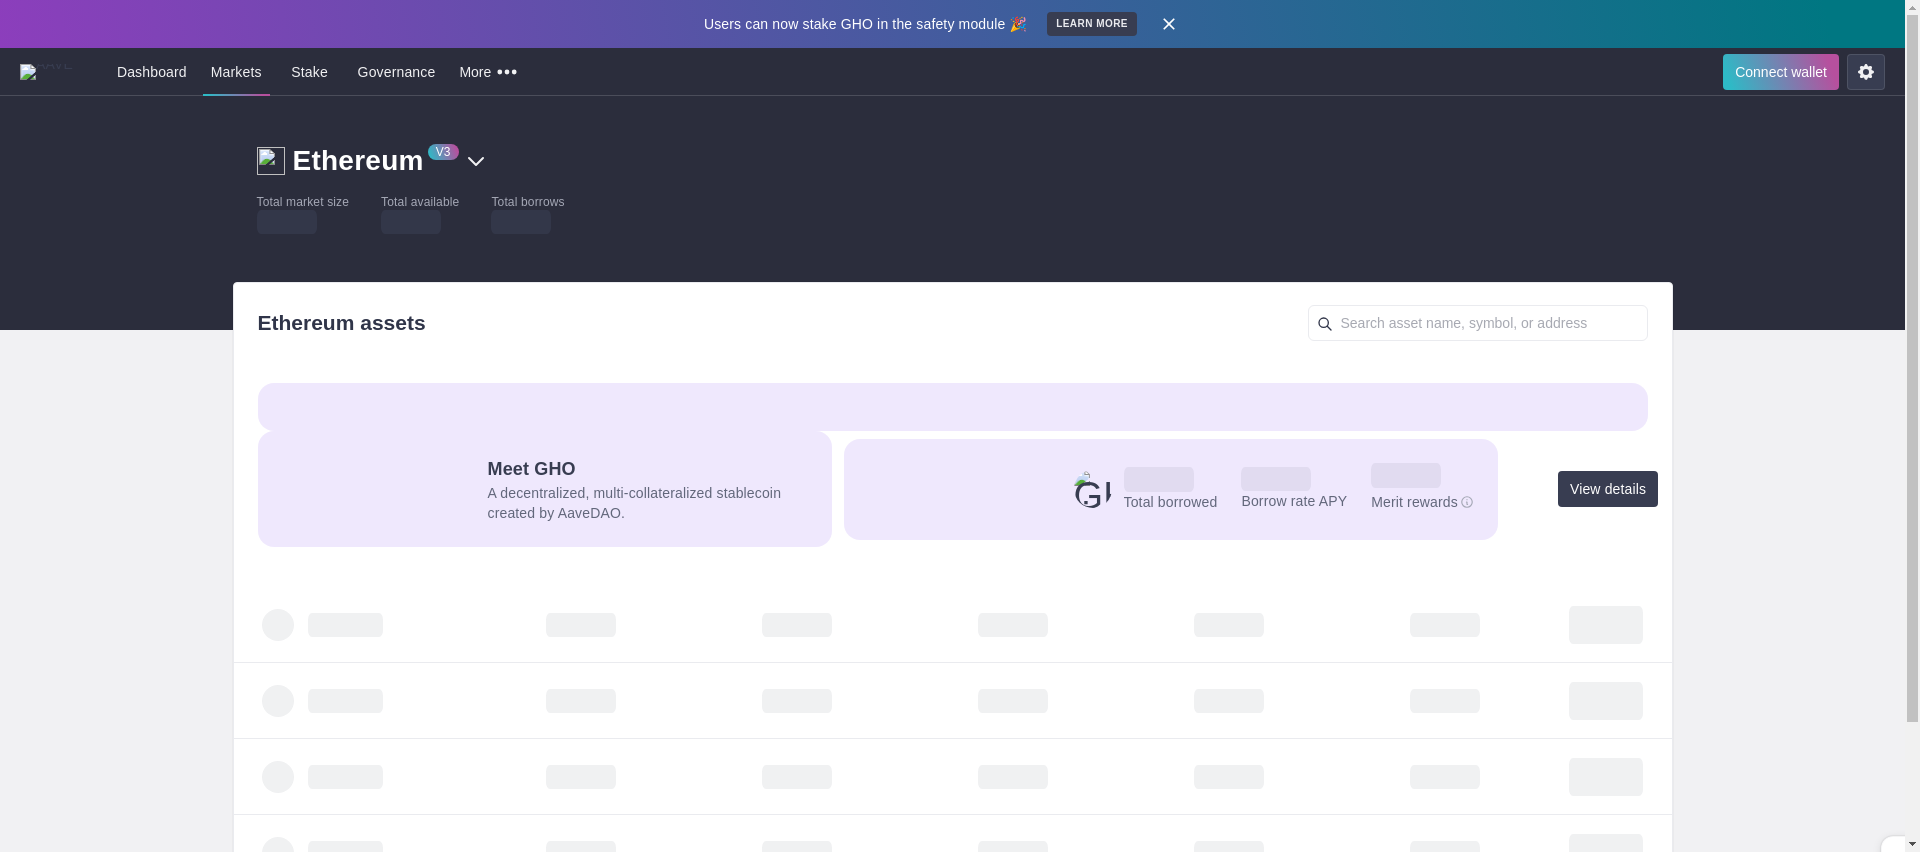 Users can now stake GHO in the safety module 🎉
LEARN MORE
Dashboard
Markets
Stake
Governance
More
Connect wallet
Ethereum
V3
Total market size
Total available
Total borrows
Ethereum assets
Search asset name, symbol, or address
Meet GHO
A decentralized, multi-collateralized stablecoin
created by AaveDAO.
Total borrowed
Borrow rate APY
Merit rewards
View details